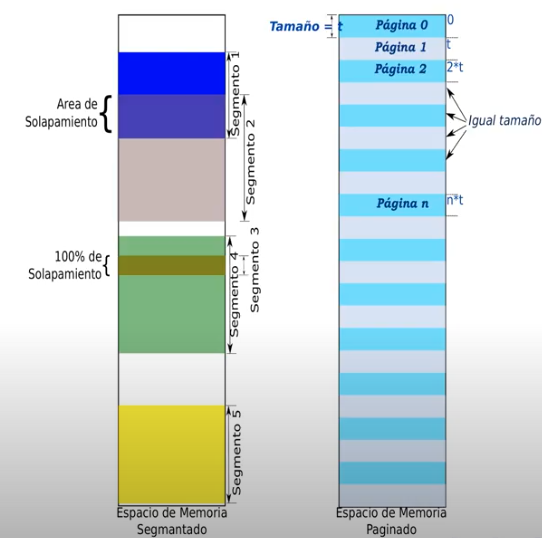 Area de
Solapamiento
100% de
Solapamiento
Segmento 1
Segmento 2
Segmento 3
Segmento 4
Segmento 5
Espacio de Memoria
Segmantado
Tamaño = t
Página 0
0
Página 1
t
Página 2
2*t
Igual tamaño
Página n
n*t
Espacio de Memoria
Paginado